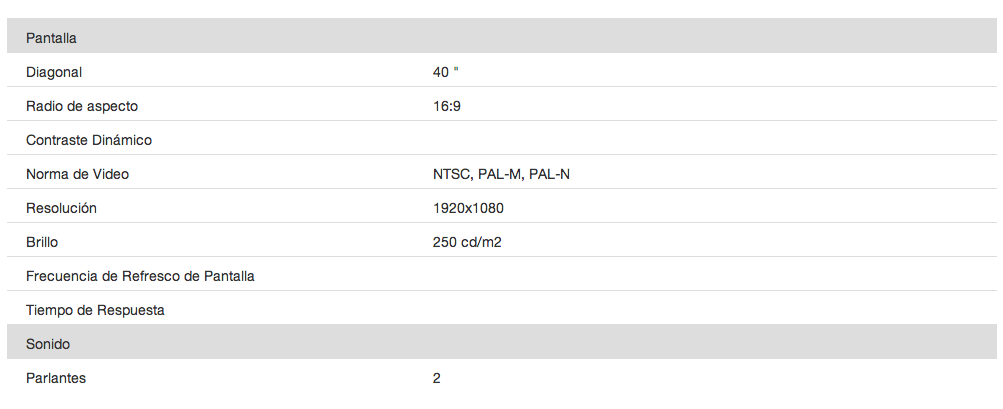 Pantalla
Diagonal 40 "
Radio de aspecto 16:9
Contraste Dinámico
Norma de Video NTSC, PAL-M, PAL-N
Resolución 1920x1080
Brillo 250 cd/m2
Frecuencia de Refresco de Pantalla
Tiempo de Respuesta
Sonido
Parlantes 2